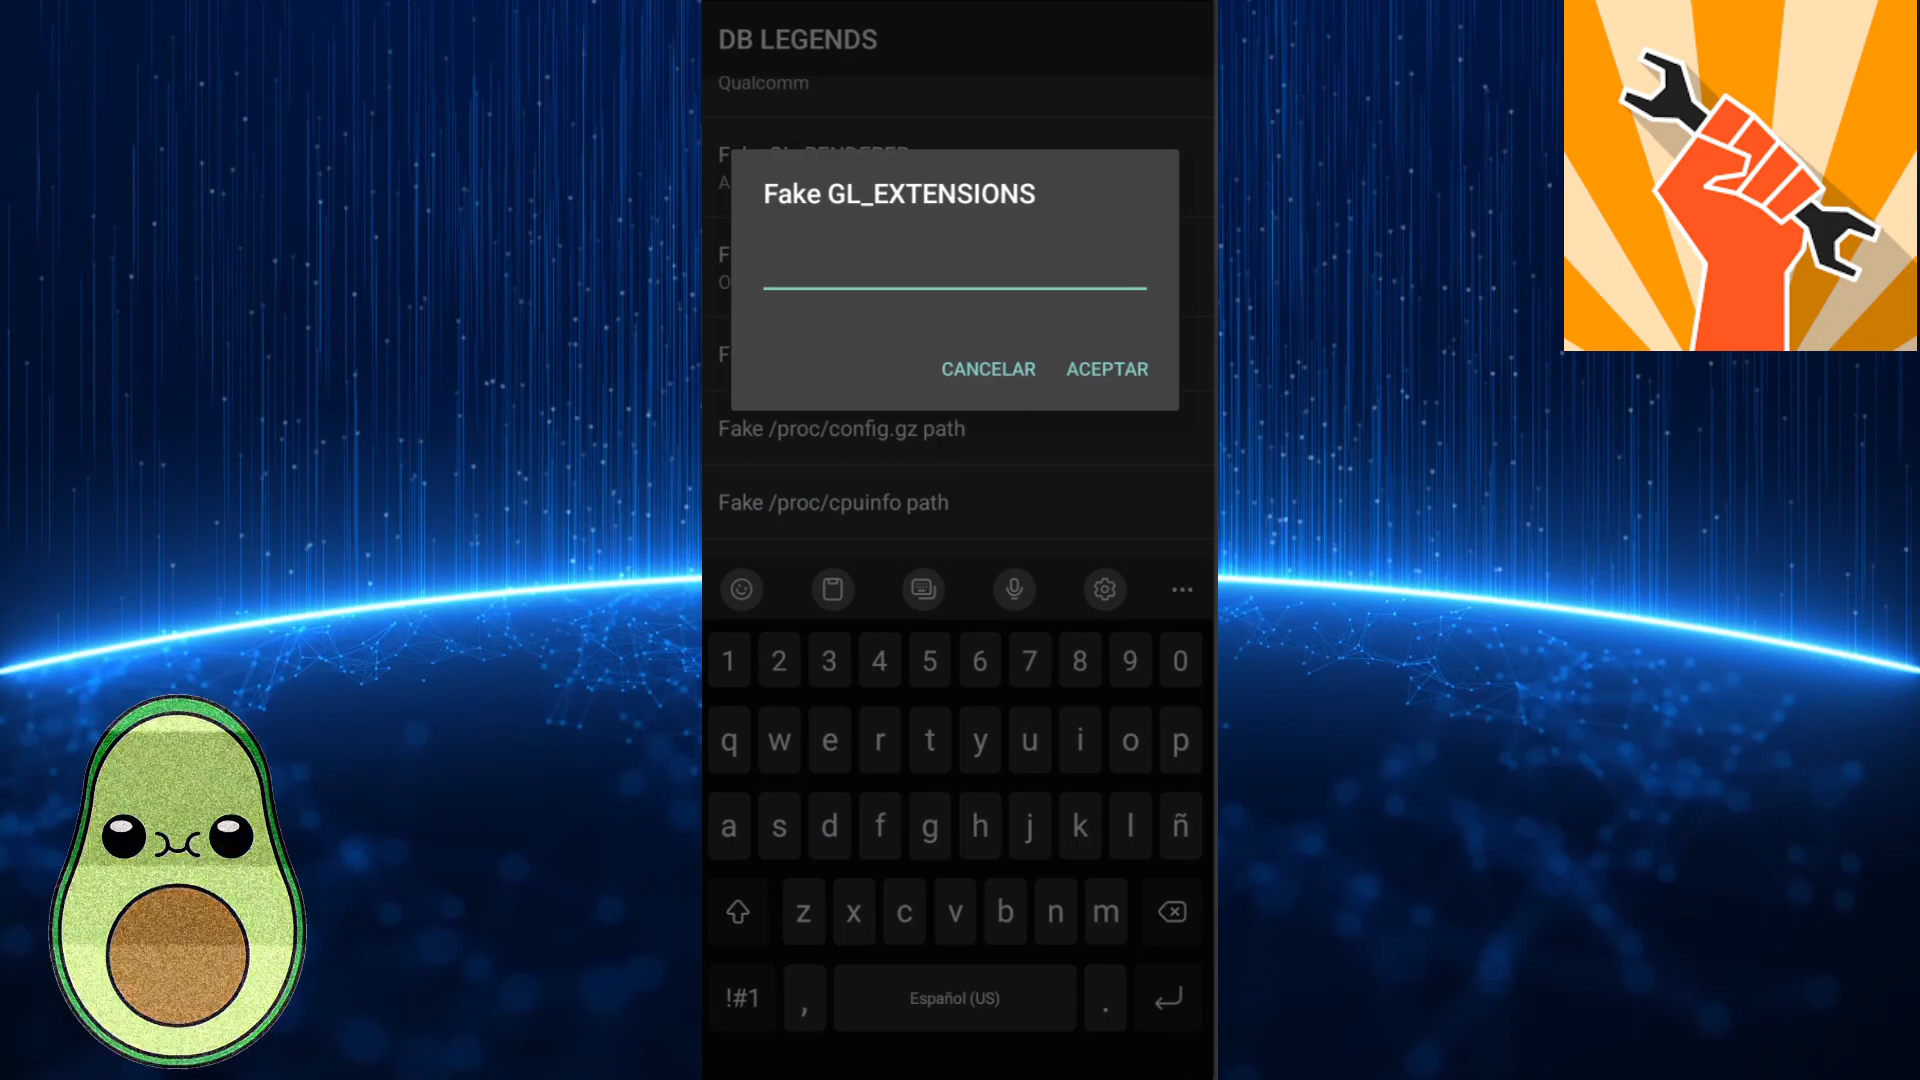 DB LEGENDS
Qualcomm
Fake GL_EXTENSIONS
CANCELAR ACEPTAR
Fake /proc/config.gz path
Fake /proc/cpuinfo path
1 2 3 4 5 6 7 8 9 0
q w e r t y u i o p
a s d f g h j k l ñ
z x c v b n m
!#1 , Español (US) .